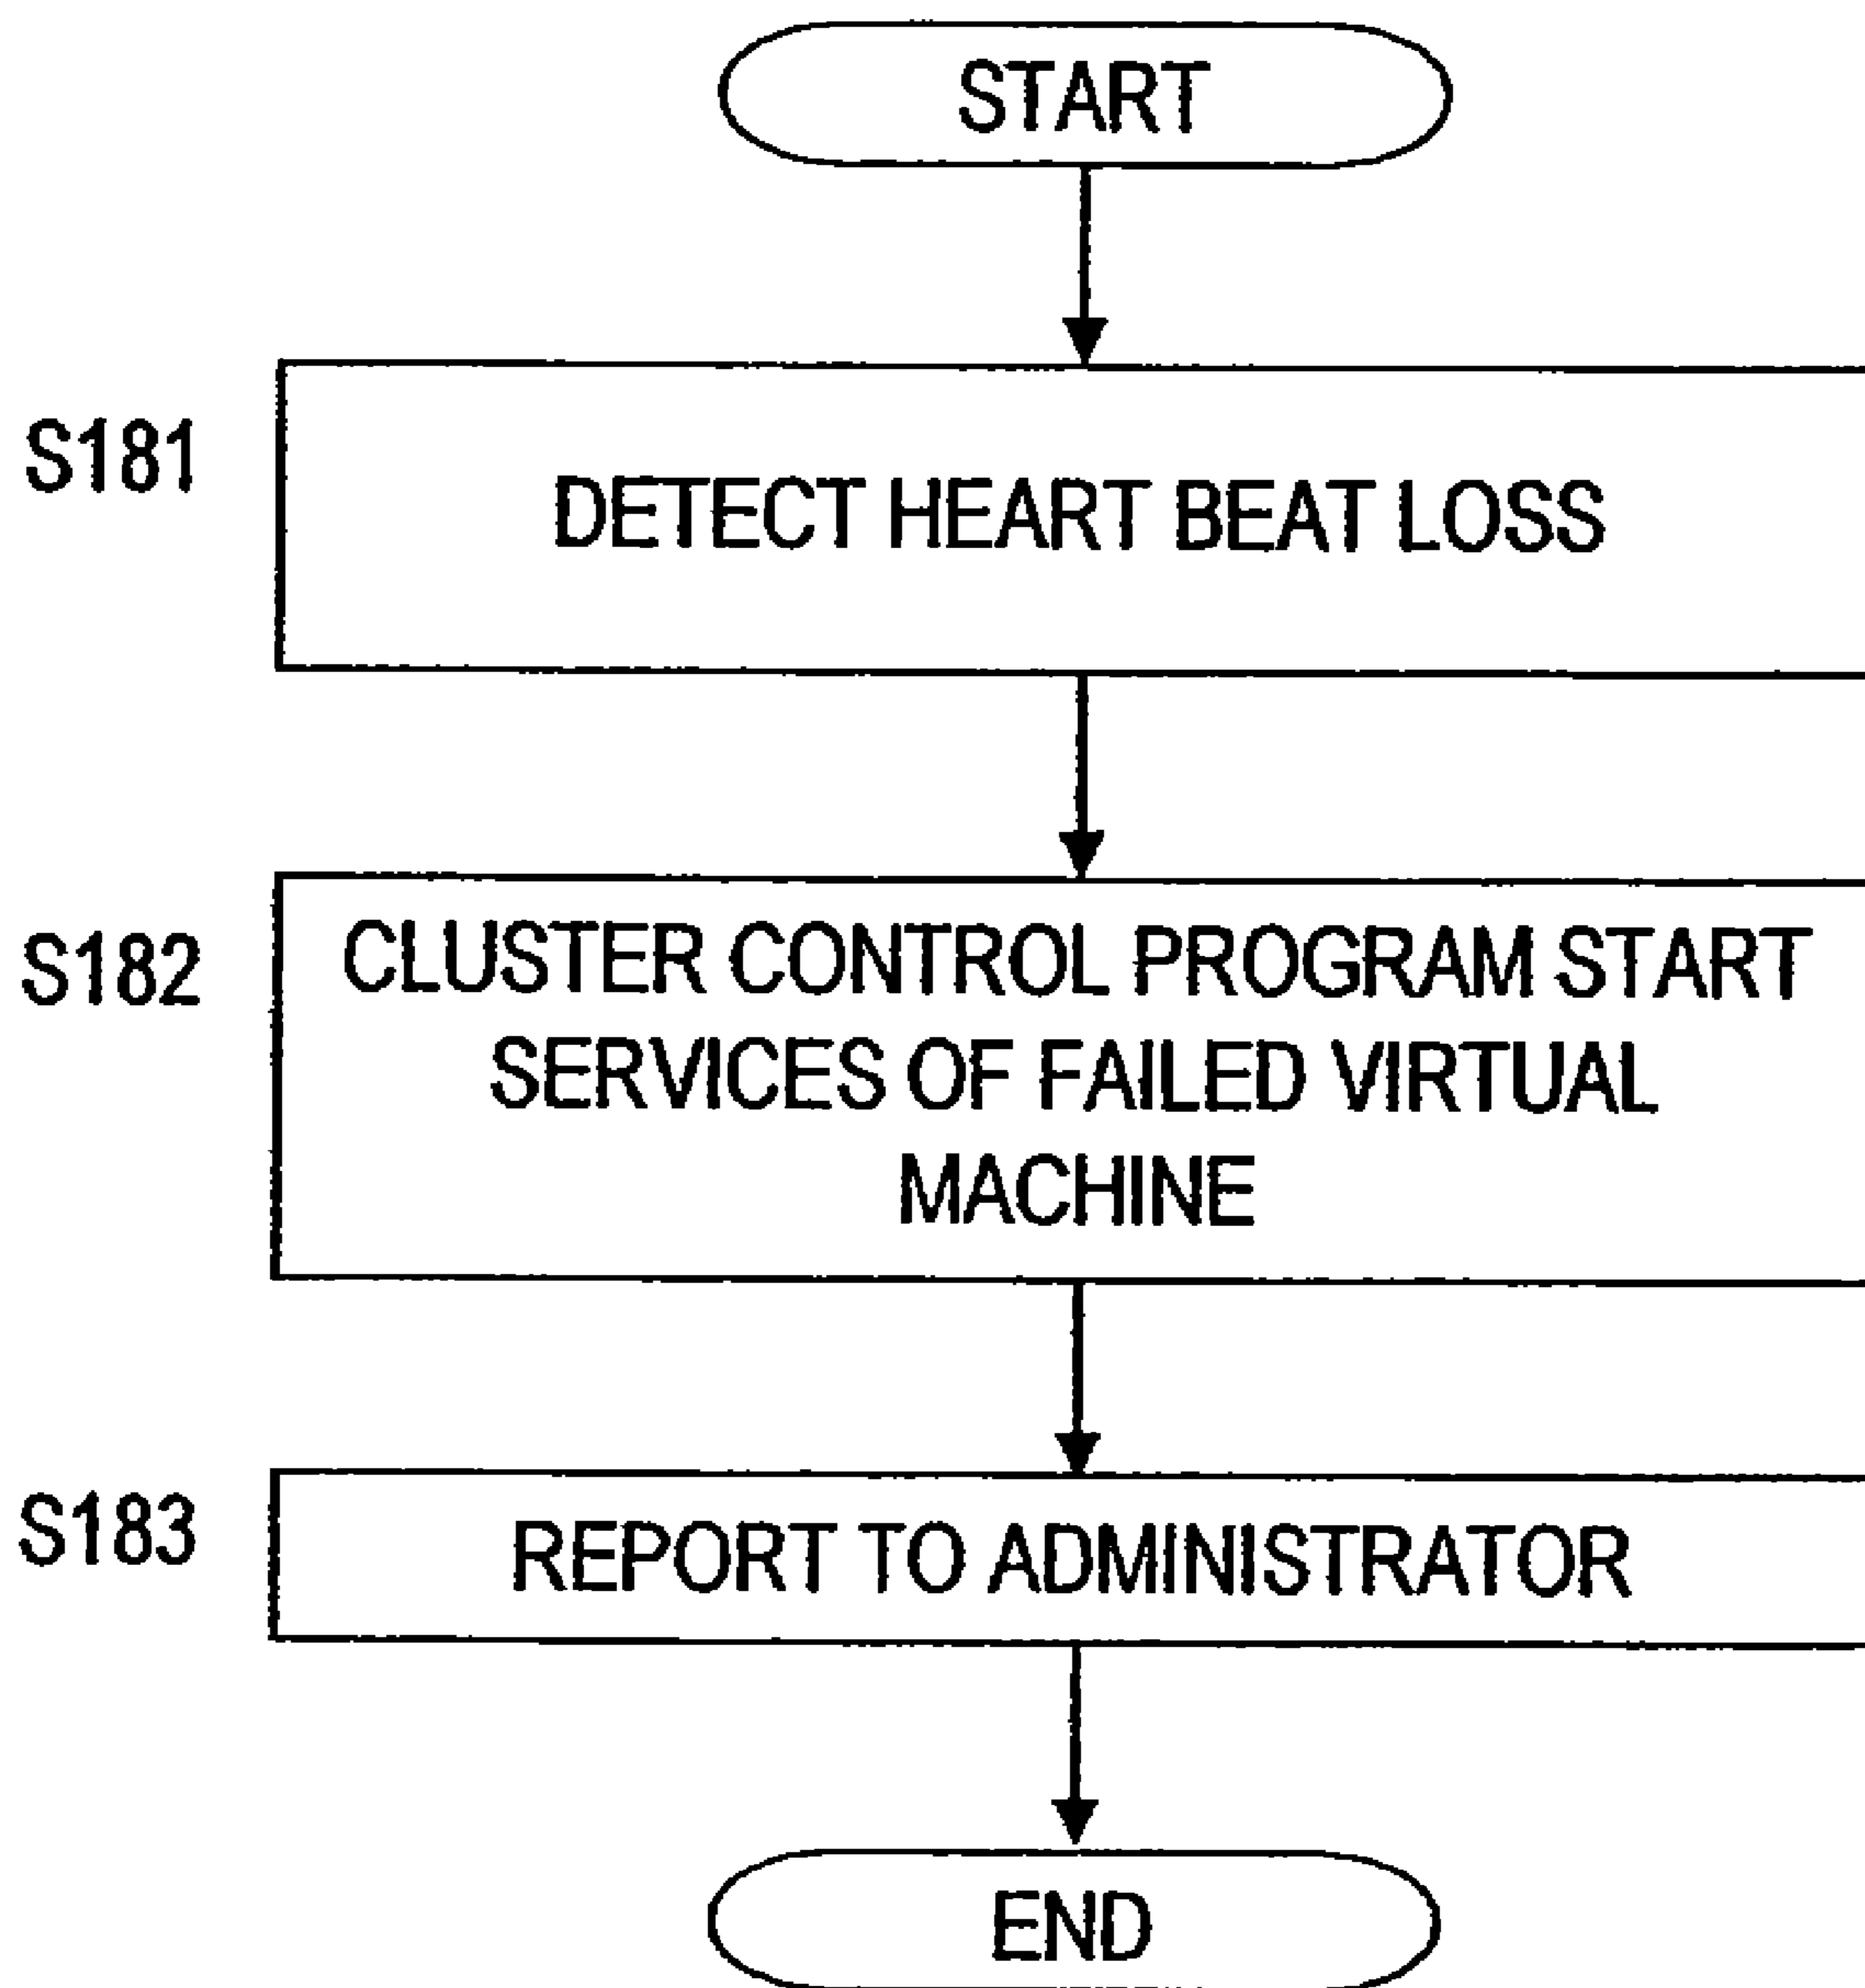 START
S181
DETECT HEART BEAT LOSS
S182
CLUSTER CONTROL PROGRAM START
SERVICES OF FAILED VIRTUAL
MACHINE
S183
REPORT TO ADMINISTRATOR
END